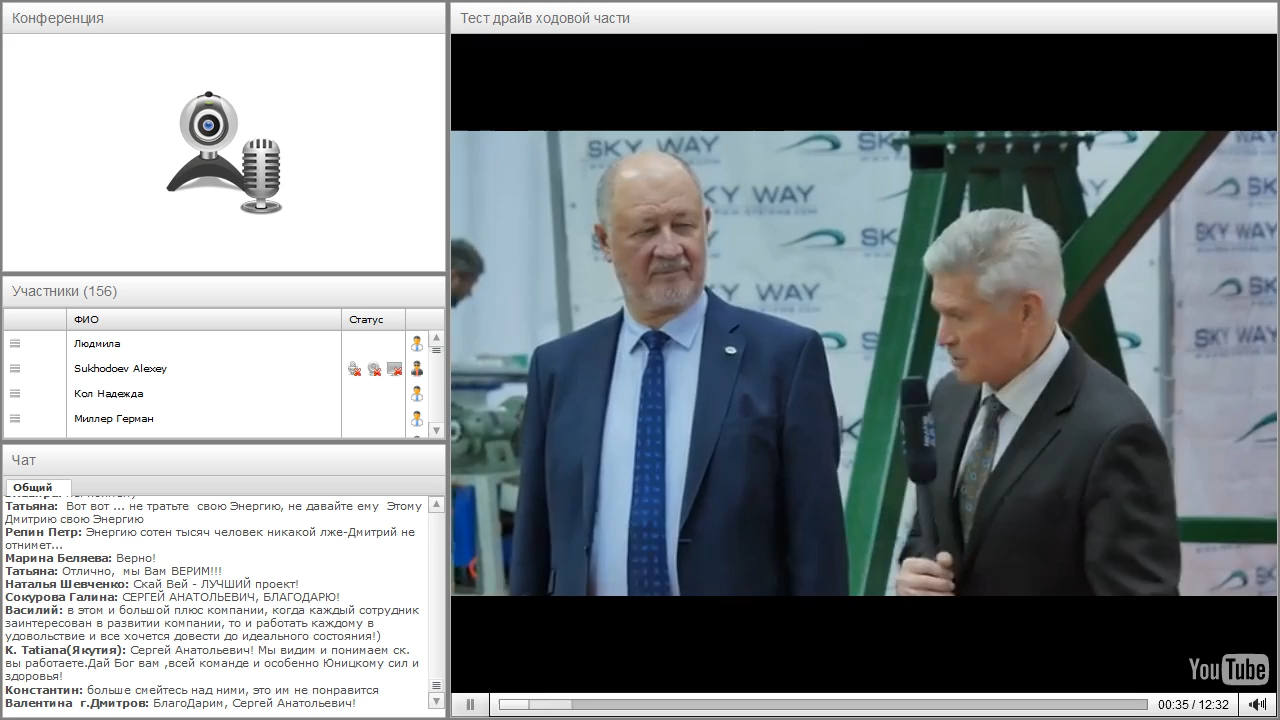 Конференция
Тест драйв ходовой части
Участники (156)
ФИО Статус
Людмила
Sukhodoev Alexey
Кол Надежда
Миллер Герман
Чат
Общий
Татьяна: Вот вот ... не тратьте свою Энергию, не давайте ему Этому
Дмитрию свою Энергию
Репин Петр: Энергию сотен тысяч человек никакой лже-Дмитрий не
отнимет...
Марина Беляева: Верно!
Татьяна: Отлично, мы Вам ВЕРИМ!!!
Наталья Шевченко: Скай Вей - ЛУЧШИЙ проект!
Сокурова Галина: СЕРГЕЙ АНАТОЛЬЕВИЧ, БЛАГОДАРЮ!
Василий: в этом и большой плюс компании, когда каждый сотрудник
заинтересован в развитии компании, то и работать каждому в
удовольствие и все хочется довести до идеального состояния!)
K. Tatiana(Якутия): Сергей Анатольевич! Мы видим и понимаем ск.
вы работаете.Дай Бог вам ,всей команде и особенно Юницкому сил и
здоровья!
Константин: больше смейтесь над ними, это им не понравится
Валентина г.Дмитров: БлагоДарим, Сергей Анатольевич!
SKY WAY
KY WAY
SK
SKY WAY
KY WAY
SK
SKY WAY
SKY WAY
YouTube
00:35 / 12:32